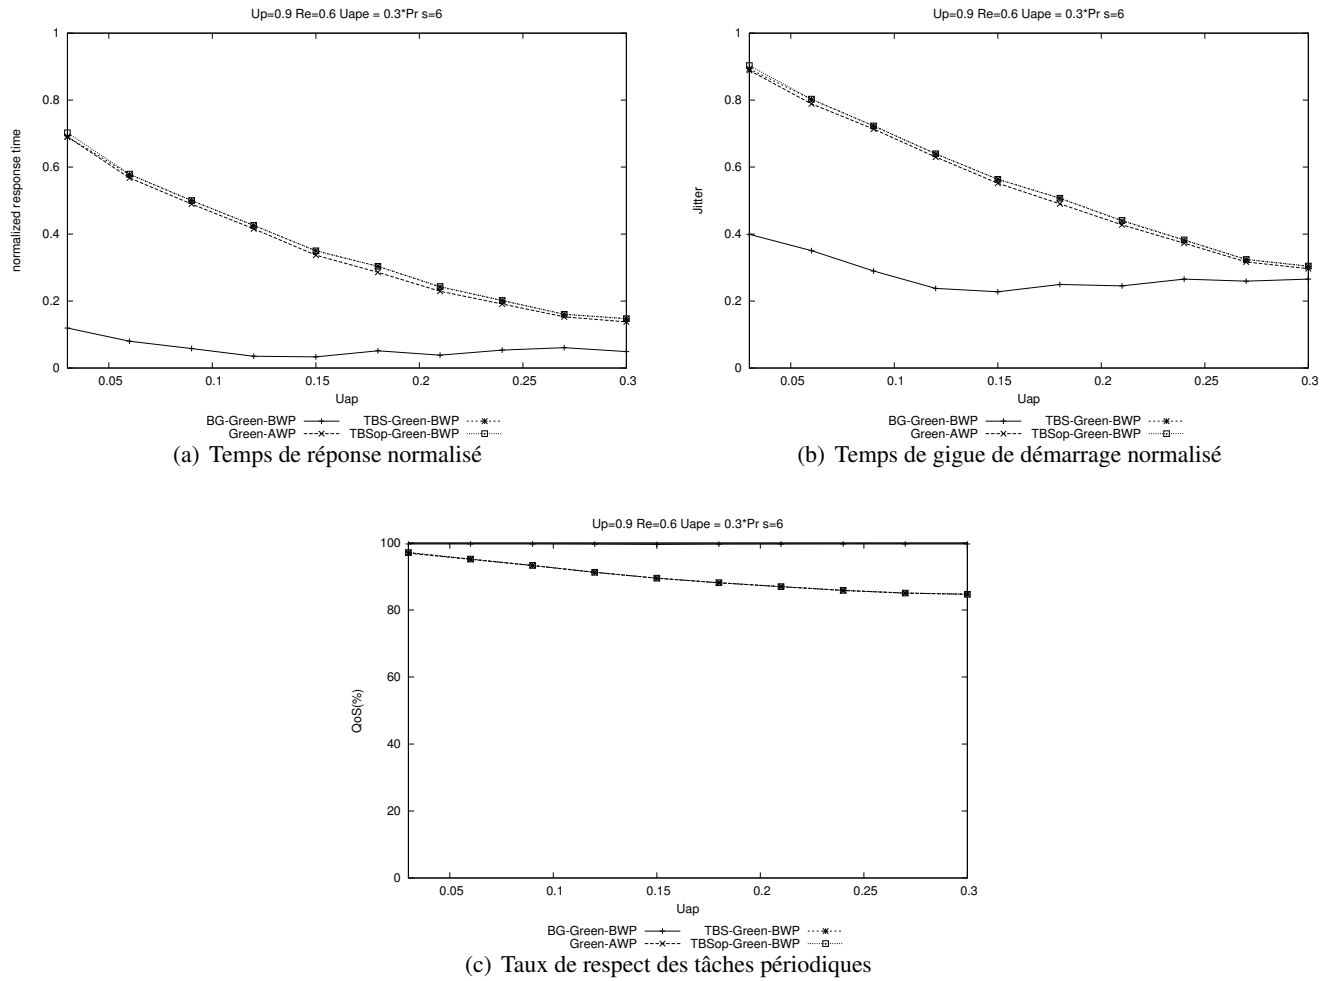 Up=0.9 Re=0.6 Uape = 0.3*Pr s=6
1
0.8
0.6
0.4
0.2
0
normalized response time
0.05 0.1 0.15 0.2 0.25 0.3
Uap
BG-Green-BWP TBS-Green-BWP
Green-AWP TBSop-Green-BWP
(a) Temps de réponse normalisé
Up=0.9 Re=0.6 Uape = 0.3*Pr s=6
1
0.8
0.6
0.4
0.2
0
Jitter
0.05 0.1 0.15 0.2 0.25 0.3
Uap
BG-Green-BWP TBS-Green-BWP
Green-AWP TBSop-Green-BWP
(b) Temps de gigue de démarrage normalisé
Up=0.9 Re=0.6 Uape = 0.3*Pr s=6
100
80
60
40
20
0
QoS(%)
0.05 0.1 0.15 0.2 0.25 0.3
Uap
BG-Green-BWP TBS-Green-BWP
Green-AWP TBSop-Green-BWP
(c) Taux de respect des tâches périodiques